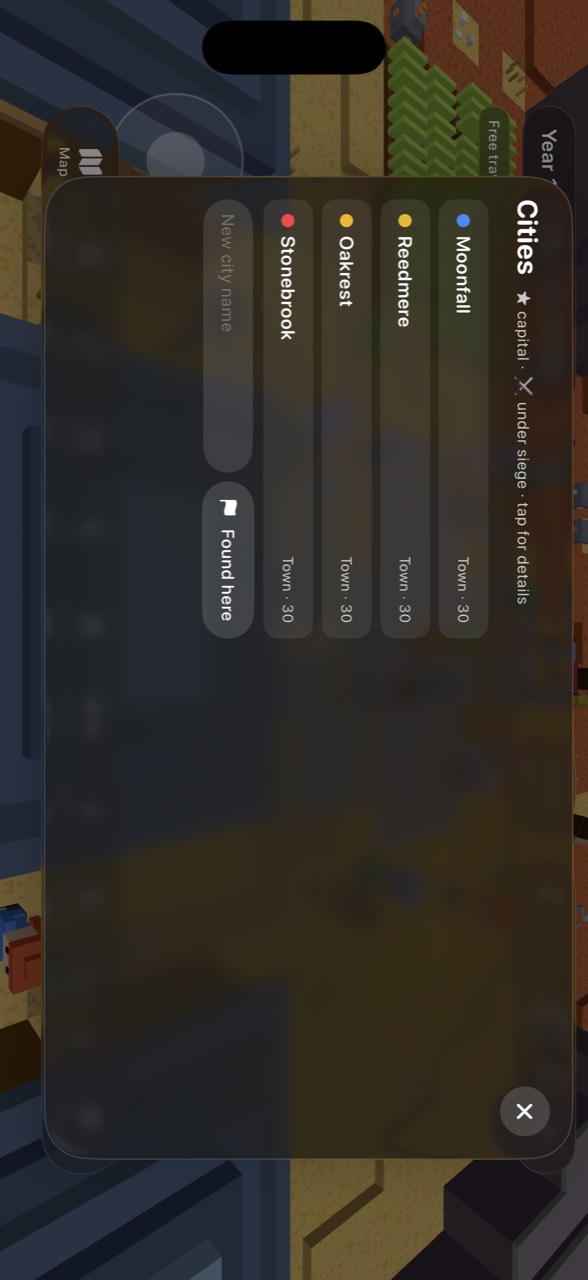 Year
Free tra
Cities ★ capital · ⚔ under siege · tap for details
Moonfall Town · 30
Reedmere Town · 30
Oakrest Town · 30
Stonebrook Town · 30
New city name Found here
Map